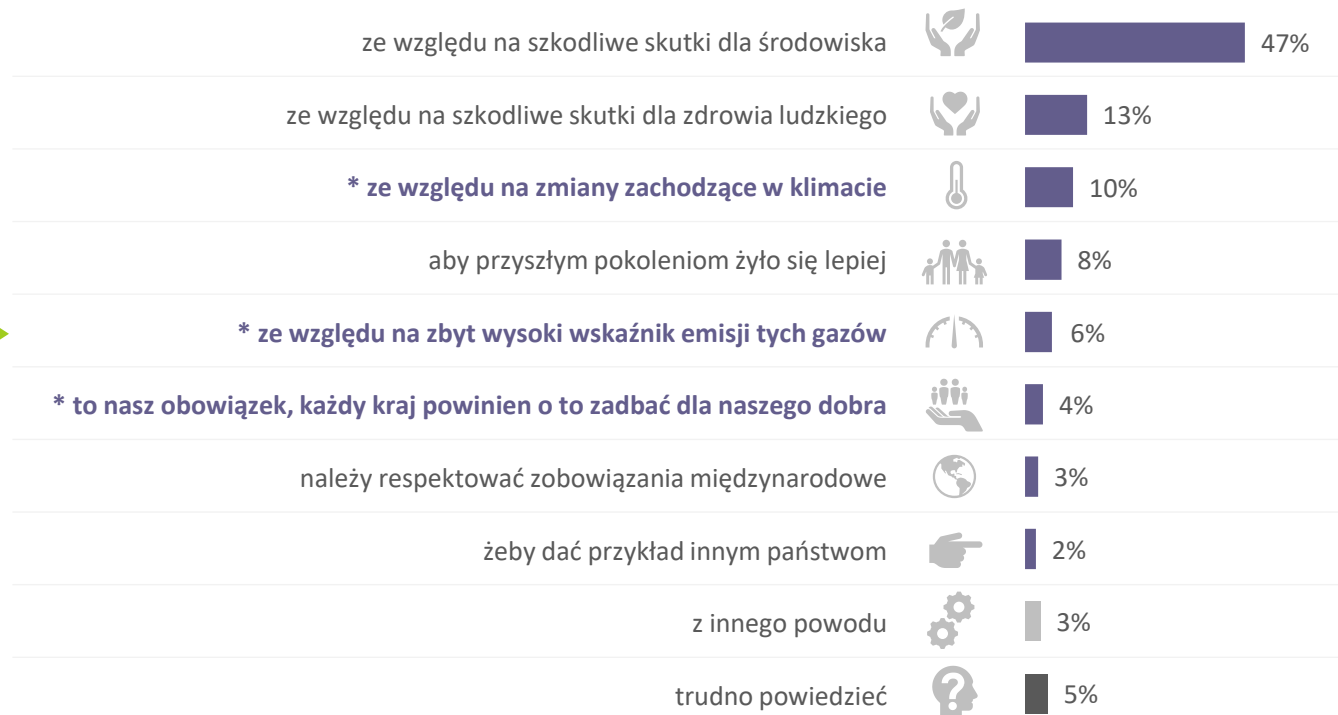 ze względu na szkodliwe skutki dla środowiska 47%
ze względu na szkodliwe skutki dla zdrowia ludzkiego 13%
* ze względu na zmiany zachodzące w klimacie 10%
aby przyszłym pokoleniom żyło się lepiej 8%
* ze względu na zbyt wysoki wskaźnik emisji tych gazów 6%
* to nasz obowiązek, każdy kraj powinien o to zadbać dla naszego dobra 4%
należy respektować zobowiązania międzynarodowe 3%
żeby dać przykład innym państwom 2%
z innego powodu 3%
trudno powiedzieć 5%